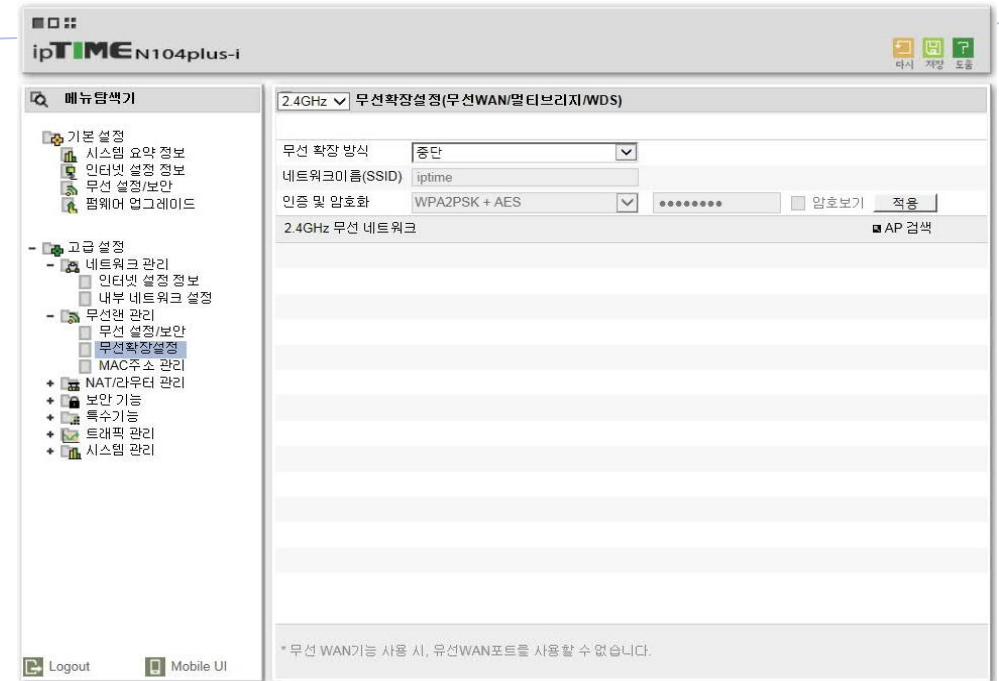 ipTIME N104plus-i
다시 저장 도움
메뉴탐색기
기본 설정
시스템 요약 정보
인터넷 설정 정보
무선 설정/보안
펌웨어 업그레이드
고급 설정
네트워크 관리
인터넷 설정 정보
내부 네트워크 설정
무선랜 관리
무선 설정/보안
무선확장설정
MAC주소 관리
NAT/라우터 관리
보안 기능
특수기능
트래픽 관리
시스템 관리
Logout Mobile UI
2.4GHz 무선확장설정(무선WAN/멀티브리지/WDS)
무선 확장 방식 중단
네트워크이름(SSID) iptime
인증 및 암호화 WPA2PSK + AES ●●●●●●●● 암호보기 적용
2.4GHz 무선 네트워크 AP 검색
* 무선 WAN기능 사용 시, 유선WAN포트를 사용할 수 없습니다.